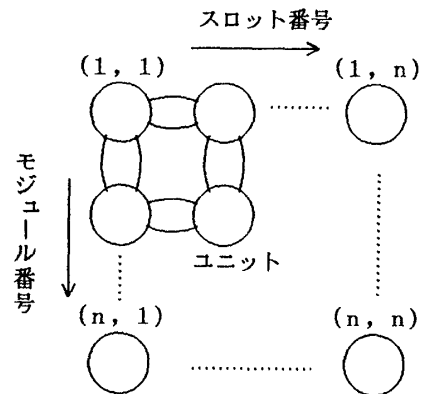 スロット番号
(1, 1)
(1, n)
モジュール番号
ユニット
(n, 1)
(n, n)